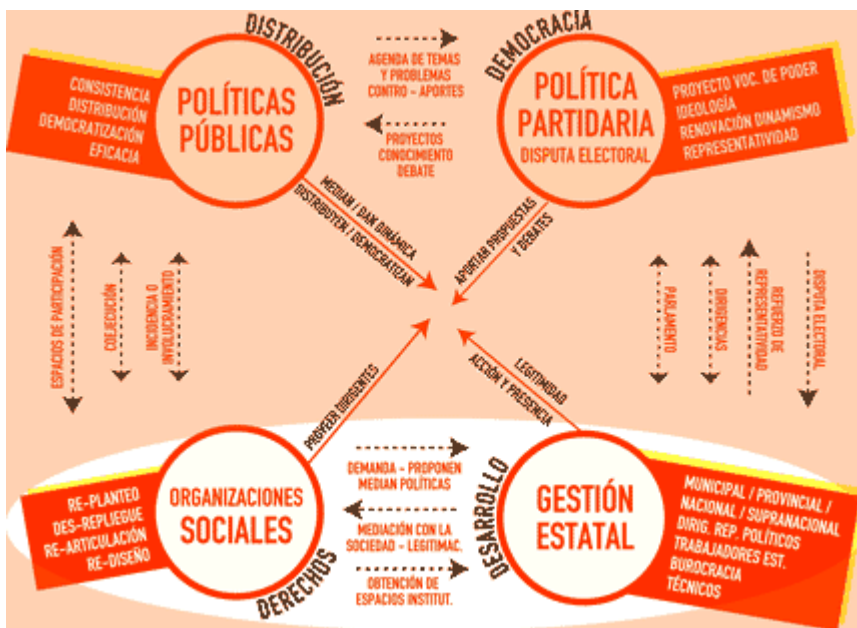 DISTRIBUCIÓN
CONSISTENCIA
DISTRIBUCIÓN
DEMOCRATIZACIÓN
EFICACIA
POLÍTICAS
PÚBLICAS
AGENDA DE TEMAS
Y PROBLEMAS
CONTRO - APORTES
PROYECTOS
CONOCIMIENTO
DEBATE
DEMOCRACIA
POLÍTICA
PARTIDARIA
DISPUTA ELECTORAL
PROYECTO VOC. DE PODER
IDEOLOGÍA
RENOVACIÓN DINAMISMO
REPRESENTATIVIDAD
MEDIAN / DAN DINÁMICA
DISTRIBUYEN / DEMOCRATIZAN
APORTAR PROPUESTAS
Y DEBATES
ESPACIOS DE PARTICIPACIÓN
COEJECUCIÓN
INCIDENCIA O
INVOLUCRAMIENTO
PARLAMENTO
DIRIGENCIAS
REFUERZO DE
REPRESENTATIVIDAD
DISPUTA ELECTORAL
PROVEER DIRIGENTES
LEGITIMIDAD
ACCIÓN Y PRESENCIA
RE-PLANTEO
DES-REPLIEGUE
RE-ARTICULACIÓN
RE-DISEÑO
ORGANIZACIONES
SOCIALES
DERECHOS
DEMANDA - PROPONEN
MEDIAN POLÍTICAS
MEDIACIÓN CON LA
SOCIEDAD - LEGITIMAC.
OBTENCIÓN DE
ESPACIOS INSTITUT.
DESARROLLO
GESTIÓN
ESTATAL
MUNICIPAL / PROVINCIAL /
NACIONAL / SUPRANACIONAL
DIRIG. REP. POLÍTICOS
TRABAJADORES EST.
BUROCRACIA
TÉCNICOS